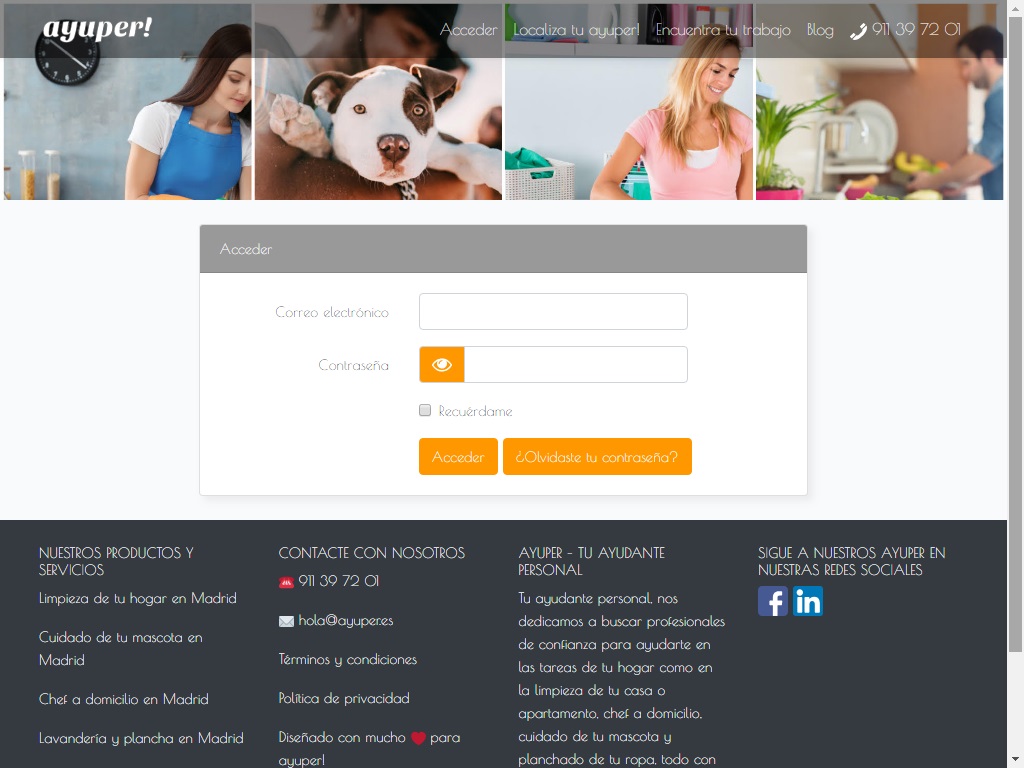 ayuper!
Acceder
Localiza tu ayuper!
Encuentra tu trabajo
Blog
911 39 72 01
Acceder
Correo electrónico
Contraseña
Recuérdame
Acceder
¿Olvidaste tu contraseña?
NUESTROS PRODUCTOS Y
SERVICIOS
Limpieza de tu hogar en Madrid
Cuidado de tu mascota en
Madrid
Chef a domicilio en Madrid
Lavandería y plancha en Madrid
CONTACTE CON NOSOTROS
911 39 72 01
hola@ayuper.es
Términos y condiciones
Política de privacidad
Diseñado con mucho para
ayuper!
AYUPER – TU AYUDANTE
PERSONAL
Tu ayudante personal, nos
dedicamos a buscar profesionales
de confianza para ayudarte en
las tareas de tu hogar como en
la limpieza de tu casa o
apartamento, chef a domicilio,
cuidado de tu mascota y
planchado de tu ropa, todo con
SIGUE A NUESTROS AYUPER EN
NUESTRAS REDES SOCIALES